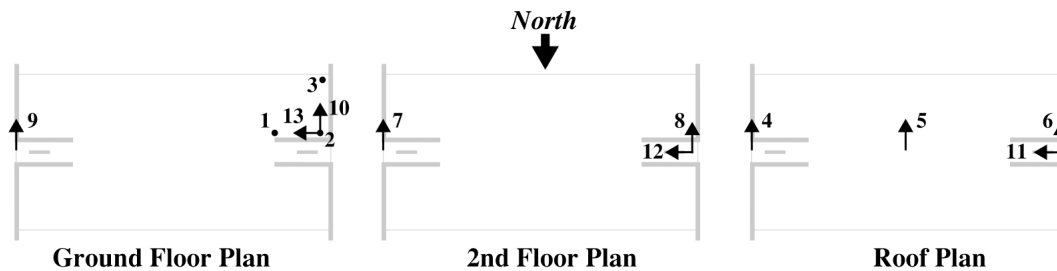 North
3
9 13 10 7 8 4 5 6
1 2 12 11
Ground Floor Plan 2nd Floor Plan Roof Plan